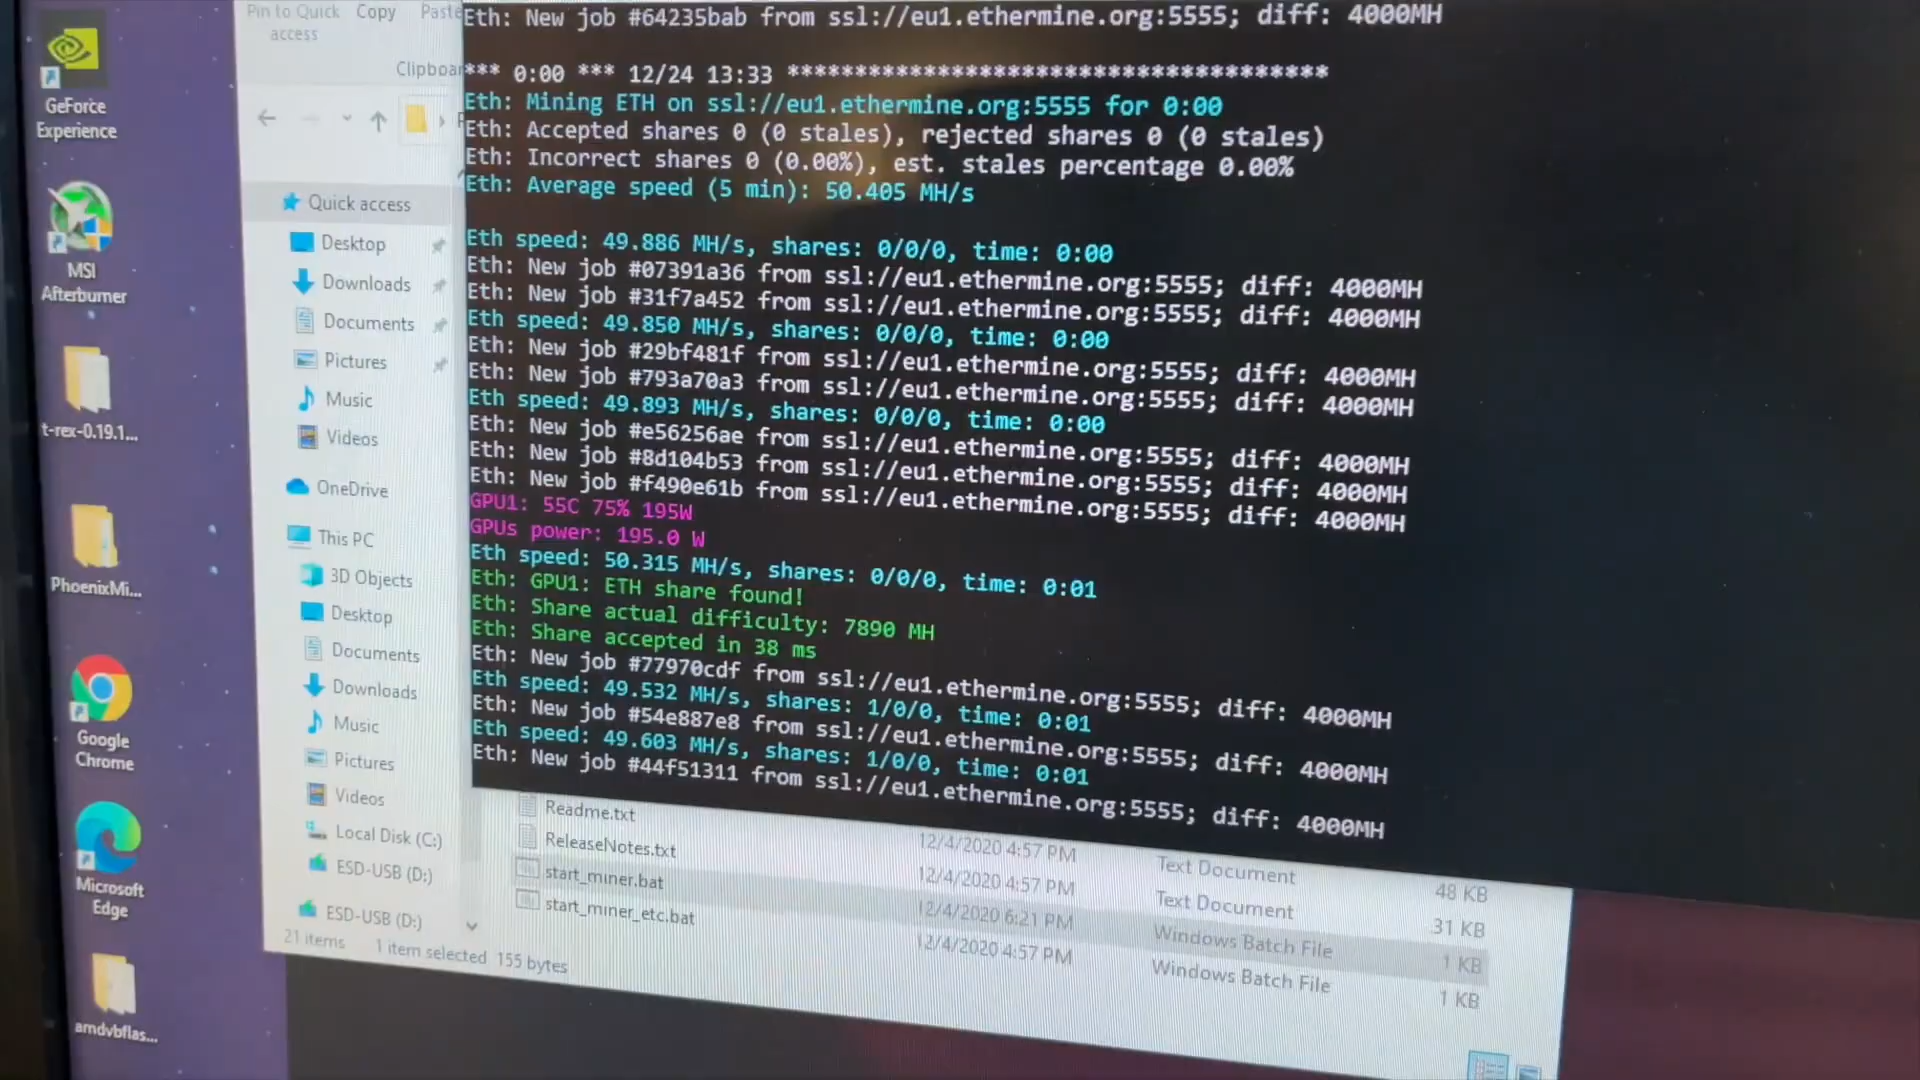 Pin to Quick
access
Copy
Paste
Clipboar
GeForce
Experience
MSI
Afterburner
t-rex-0.19.1...
PhoenixMi...
Google
Chrome
Microsoft
Edge
amdvbflas...
Quick access
Desktop
Downloads
Documents
Pictures
Music
Videos
OneDrive
This PC
3D Objects
Desktop
Documents
Downloads
Music
Pictures
Videos
Local Disk (C:)
ESD-USB (D:)
ESD-USB (D:)
21 items 1 item selected 155 bytes
Eth: New job #64235bab from ssl://eu1.ethermine.org:5555; diff: 4000MH
*** 0:00 *** 12/24 13:33 **************************************
Eth: Mining ETH on ssl://eu1.ethermine.org:5555 for 0:00
Eth: Accepted shares 0 (0 stales), rejected shares 0 (0 stales)
Eth: Incorrect shares 0 (0.00%), est. stales percentage 0.00%
Eth: Average speed (5 min): 50.405 MH/s
Eth speed: 49.886 MH/s, shares: 0/0/0, time: 0:00
Eth: New job #07391a36 from ssl://eu1.ethermine.org:5555; diff: 4000MH
Eth: New job #31f7a452 from ssl://eu1.ethermine.org:5555; diff: 4000MH
Eth speed: 49.850 MH/s, shares: 0/0/0, time: 0:00
Eth: New job #29bf481f from ssl://eu1.ethermine.org:5555; diff: 4000MH
Eth: New job #793a70a3 from ssl://eu1.ethermine.org:5555; diff: 4000MH
Eth speed: 49.893 MH/s, shares: 0/0/0, time: 0:00
Eth: New job #e56256ae from ssl://eu1.ethermine.org:5555; diff: 4000MH
Eth: New job #8d104b53 from ssl://eu1.ethermine.org:5555; diff: 4000MH
Eth: New job #f490e61b from ssl://eu1.ethermine.org:5555; diff: 4000MH
GPU1: 55C 75% 195W
GPUs power: 195.0 W
Eth speed: 50.315 MH/s, shares: 0/0/0, time: 0:01
Eth: GPU1: ETH share found!
Eth: Share actual difficulty: 7890 MH
Eth: Share accepted in 38 ms
Eth: New job #77970cdf from ssl://eu1.ethermine.org:5555; diff: 4000MH
Eth speed: 49.532 MH/s, shares: 1/0/0, time: 0:01
Eth: New job #54e887e8 from ssl://eu1.ethermine.org:5555; diff: 4000MH
Eth speed: 49.603 MH/s, shares: 1/0/0, time: 0:01
Eth: New job #44f51311 from ssl://eu1.ethermine.org:5555; diff: 4000MH
Readme.txt 12/4/2020 4:57 PM Text Document 48 KB
ReleaseNotes.txt 12/4/2020 4:57 PM Text Document 31 KB
start_miner.bat 12/4/2020 6:21 PM Windows Batch File 1 KB
start_miner_etc.bat 12/4/2020 4:57 PM Windows Batch File 1 KB